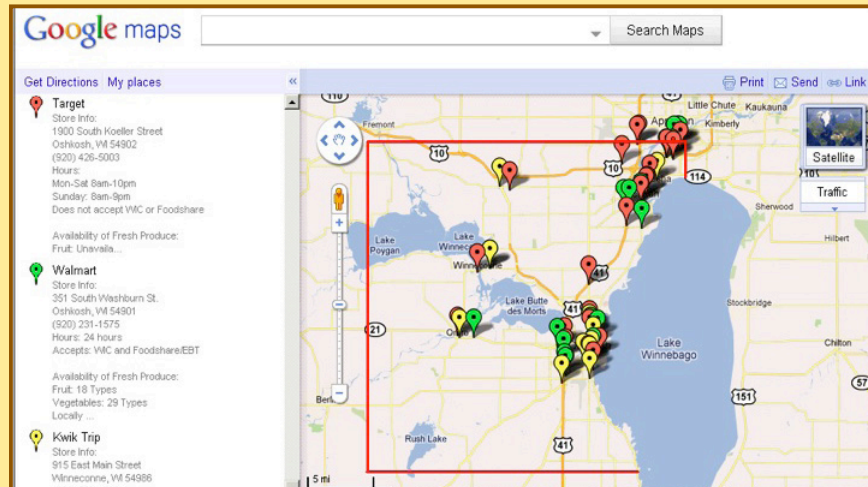 Google maps
Search Maps
Get Directions My places
«
Print Send Link
Target
Store Info:
1900 South Koeller Street
Oshkosh, WI 54902
(920) 426-5003
Hours:
Mon-Sat 8am-10pm
Sunday: 8am-9pm
Does not accept WIC or Foodshare
Availability of Fresh Produce:
Fruit: Unavaila...
Walmart
Store Info:
351 South Washburn St.
Oshkosh, WI 54901
(920) 231-1575
Hours: 24 hours
Accepts: WIC and Foodshare/EBT
Availability of Fresh Produce:
Fruit: 18 Types
Vegetables: 29 Types
Locally ...
Kwik Trip
Store Info:
915 East Main Street
Winneconne, WI 54986
110
Fremont
Little Chute Kaukauna
Kimberly
Satellite
Traffic
10
10
114
Sherwood
Hilbert
Lake
Poygan
Lake
41
Lake Butte
des Morts
41
Stockbridge
21
Lake
Winnebago
Chilton
57
151
Rush Lake
41
5 mi